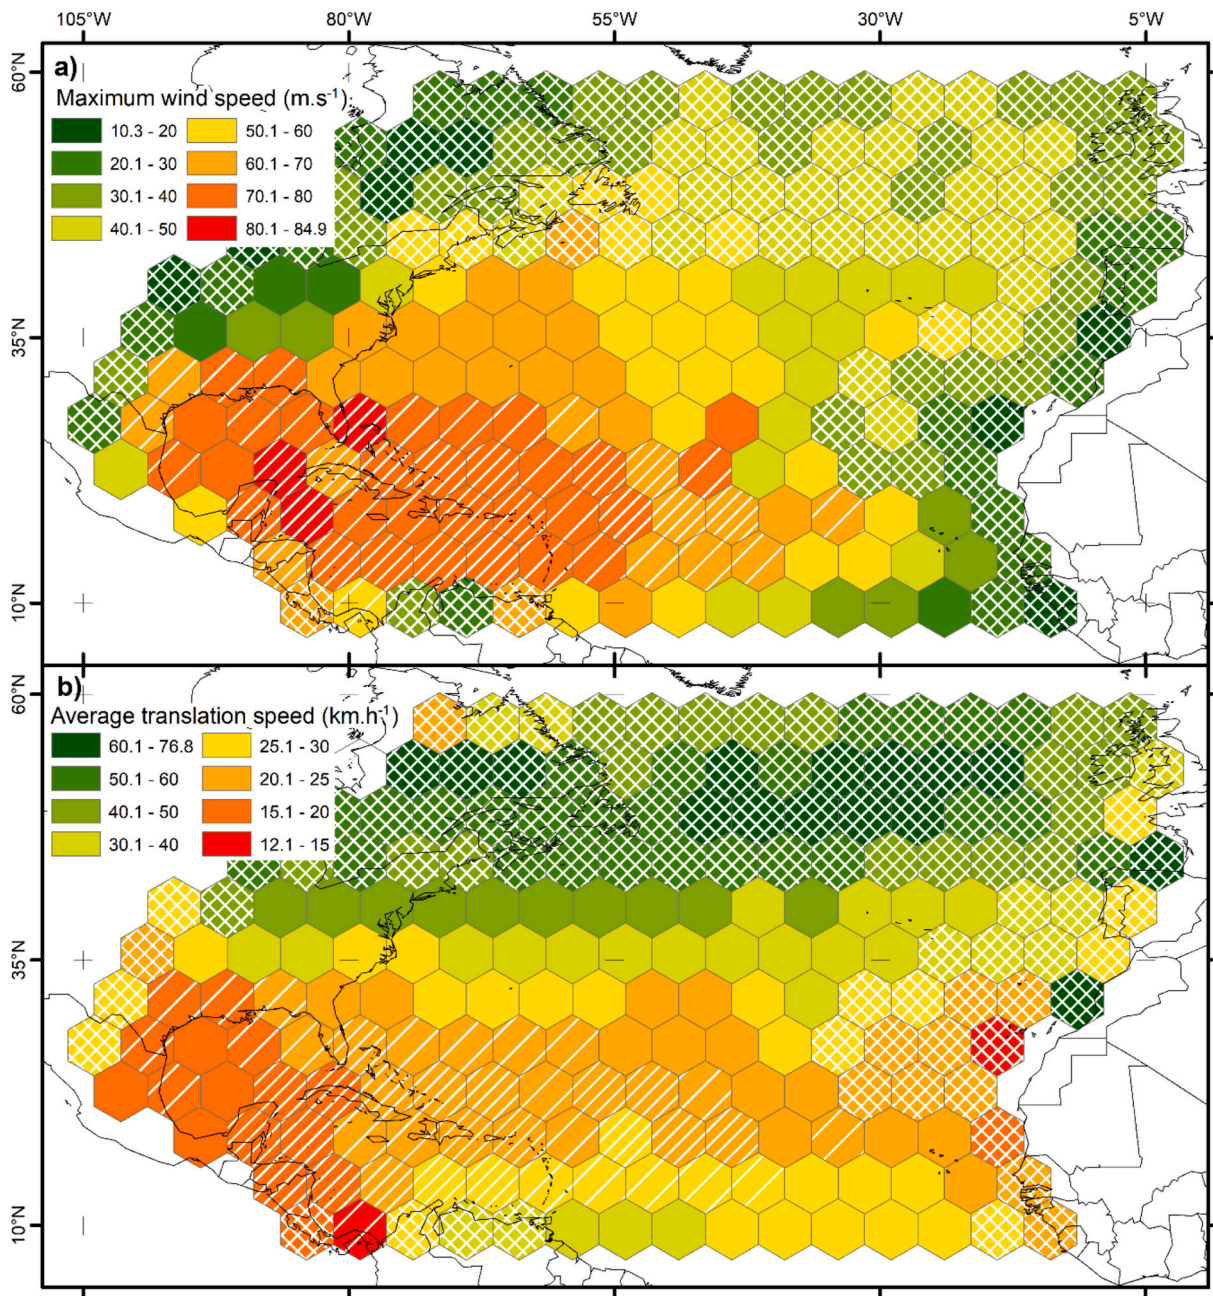 105°W 80°W 55°W 30°W 5°W
a)
60°N
Maximum wind speed (m.s⁻¹)
10.3 - 20 50.1 - 60
20.1 - 30 60.1 - 70
30.1 - 40 70.1 - 80
40.1 - 50 80.1 - 84.9
35°N
10°N
b)
60°N
Average translation speed (km.h⁻¹)
60.1 - 76.8 25.1 - 30
50.1 - 60 20.1 - 25
40.1 - 50 15.1 - 20
30.1 - 40 12.1 - 15
35°N
10°N